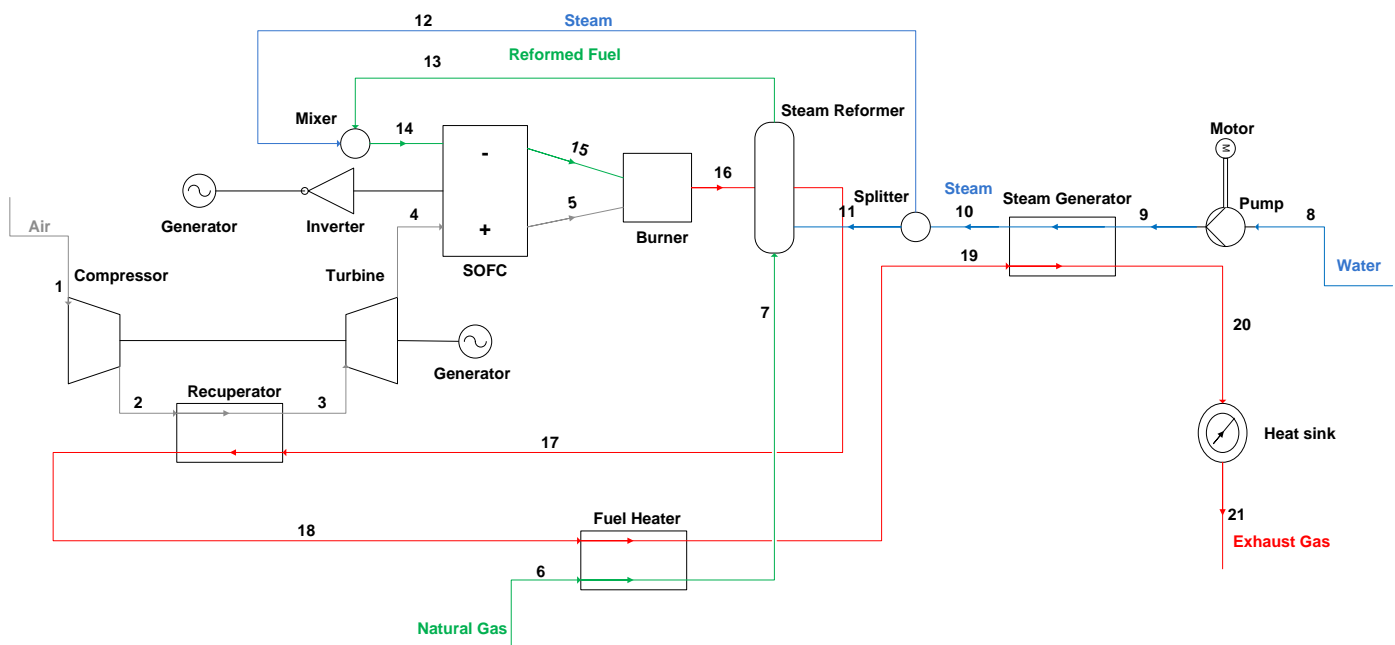 12
Steam
Reformed Fuel
13
Steam Reformer
Mixer
14
Motor
M
15
-
16
Splitter
Steam
Steam Generator
Pump
Generator
Inverter
4
+
5
Burner
11
10
9
8
Air
SOFC
19
Water
1
Compressor
Turbine
7
20
Generator
2
Recuperator
3
17
Heat sink
18
Fuel Heater
21
Exhaust Gas
6
Natural Gas